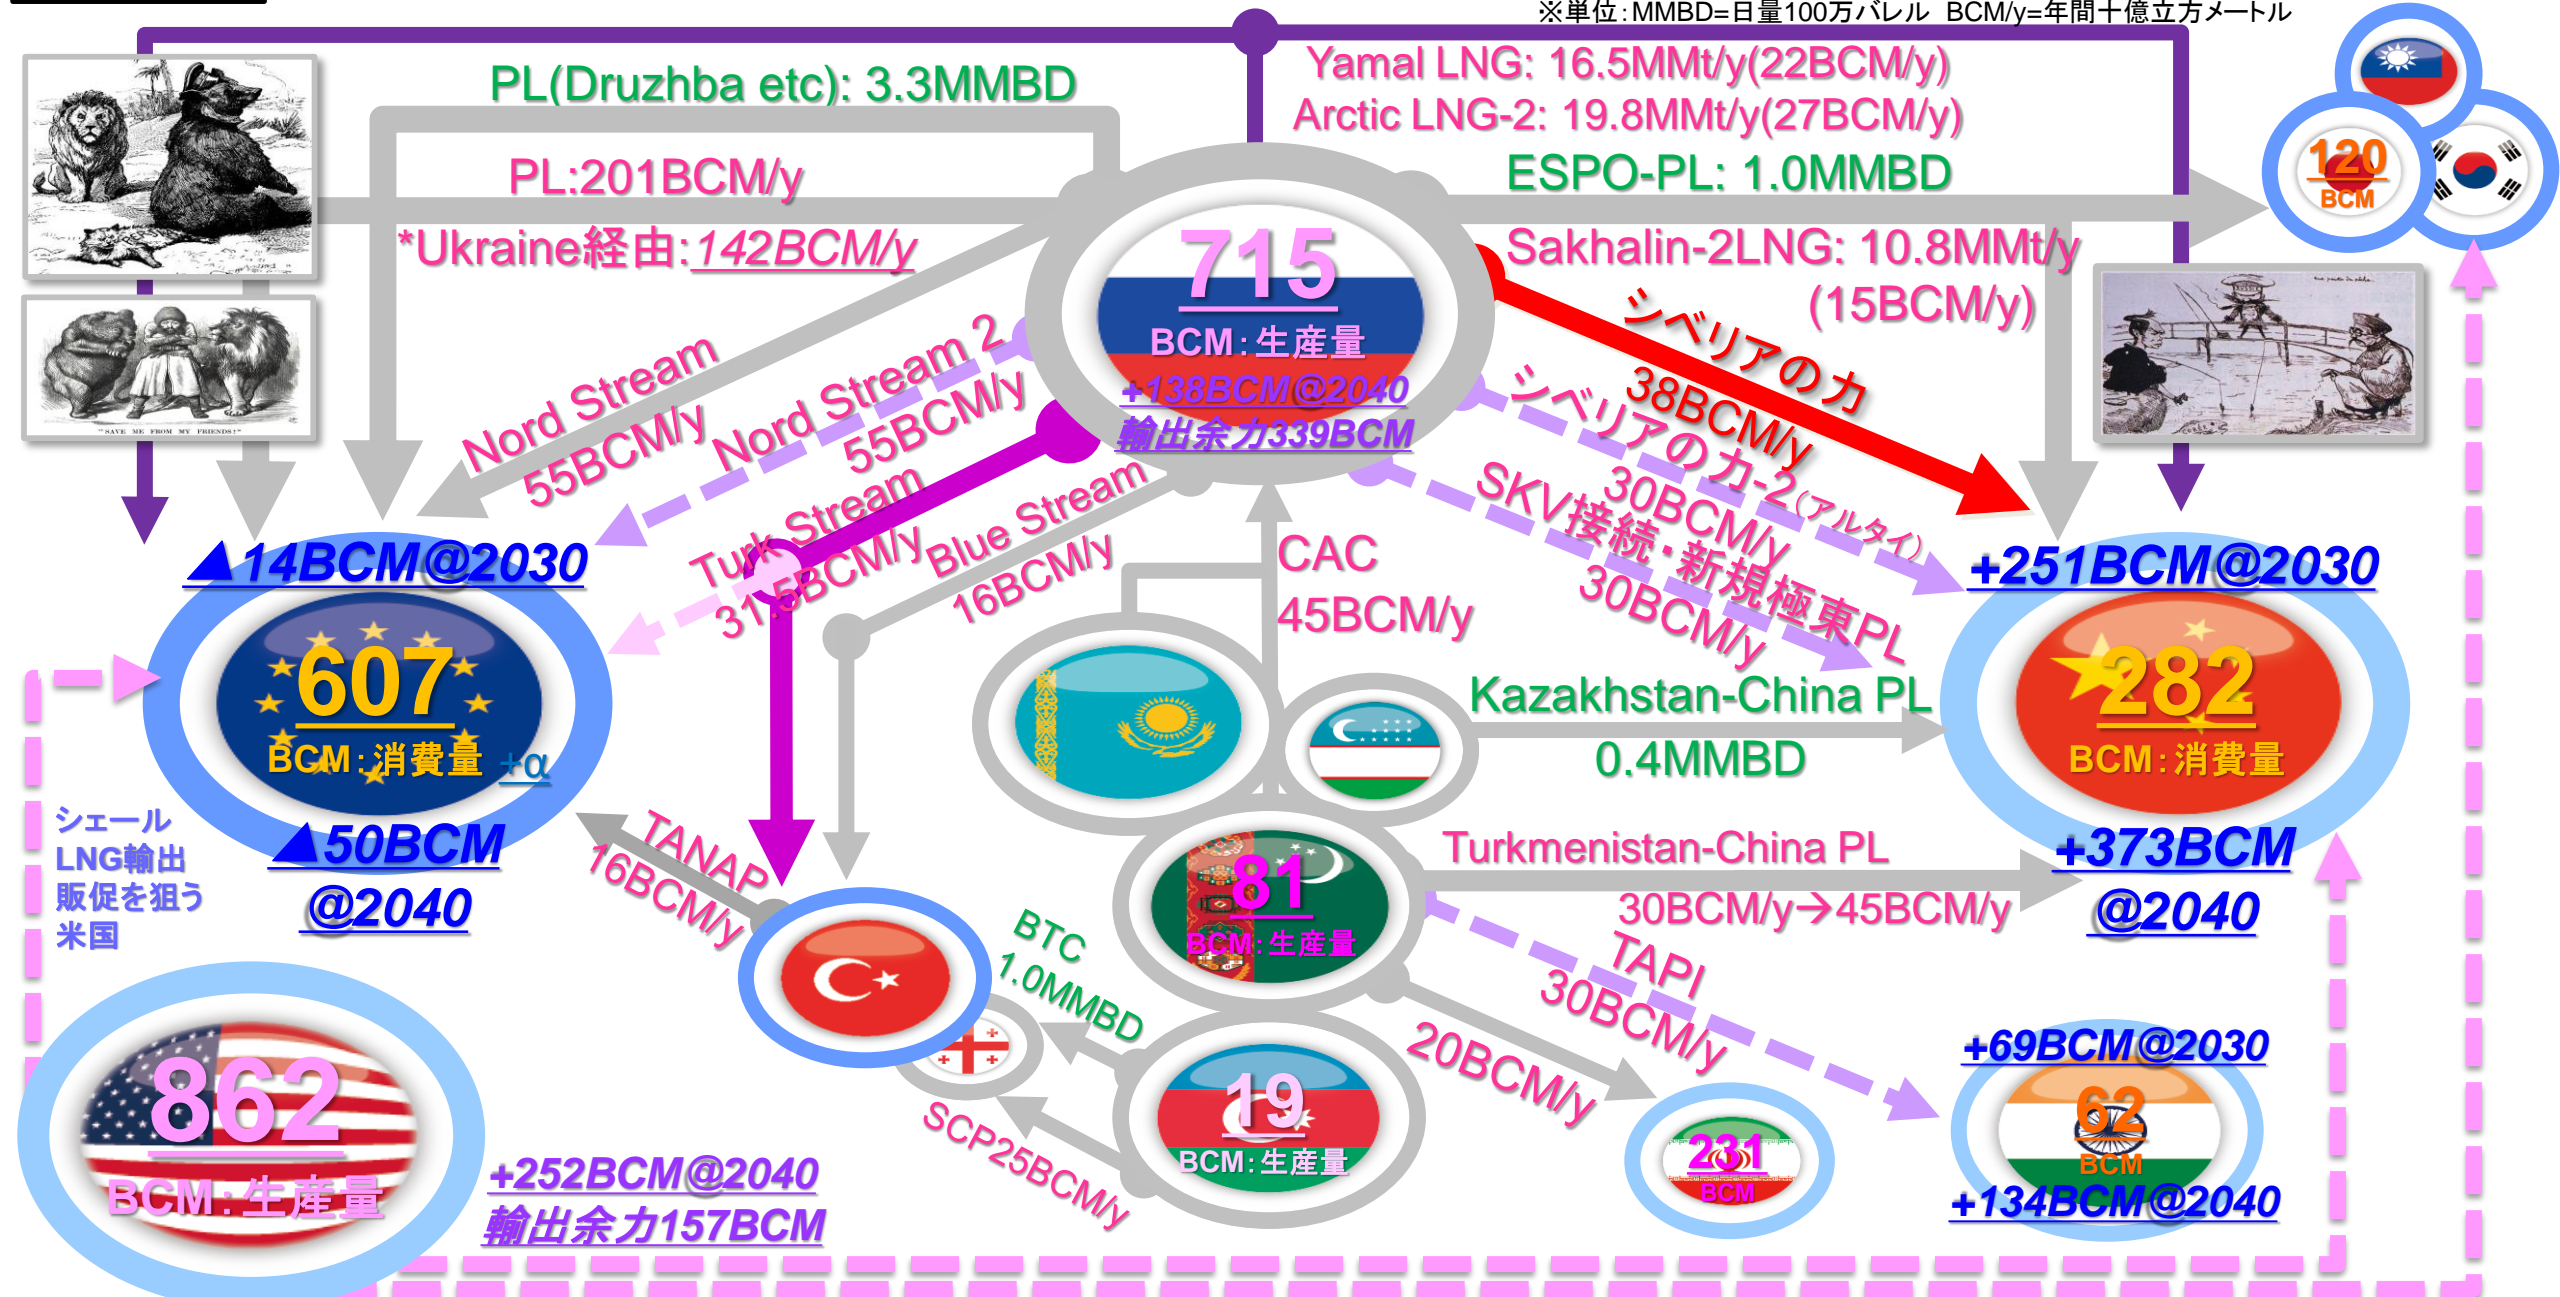 ※単位：MMBD=日量100万バレル BCM/y=年間十億立方メートル
PL(Druzhba etc): 3.3MMBD
PL:201BCM/y
*Ukraine経由:142BCM/y
Yamal LNG: 16.5MMt/y(22BCM/y)
Arctic LNG-2: 19.8MMt/y(27BCM/y)
ESPO-PL: 1.0MMBD
Sakhalin-2LNG: 10.8MMt/y
(15BCM/y)
120
BCM
715
BCM：生産量
+138BCM@2040
輸出余力339BCM
"SAVE ME FROM MY FRIENDS!"
Nord Stream
55BCM/y
Nord Stream 2
55BCM/y
Turk Stream
31.5BCM/y
Blue Stream
16BCM/y
シベリアの力
38BCM/y
シベリアの力-2(アルタイ)
30BCM/y
SKV接続・新規極東PL
30BCM/y
CAC
45BCM/y
▲14BCM@2030
607
BCM：消費量 +α
▲50BCM
@2040
+251BCM@2030
282
BCM：消費量
+373BCM
@2040
Kazakhstan-China PL
0.4MMBD
Turkmenistan-China PL
30BCM/y→45BCM/y
TAPI
30BCM/y
20BCM/y
81
BCM：生産量
TANAP
16BCM/y
BTC
1.0MMBD
SCP25BCM/y
19
BCM：生産量
231
BCM
+69BCM@2030
62
BCM
+134BCM@2040
シェール
LNG輸出
販促を狙う
米国
862
BCM：生産量
+252BCM@2040
輸出余力157BCM